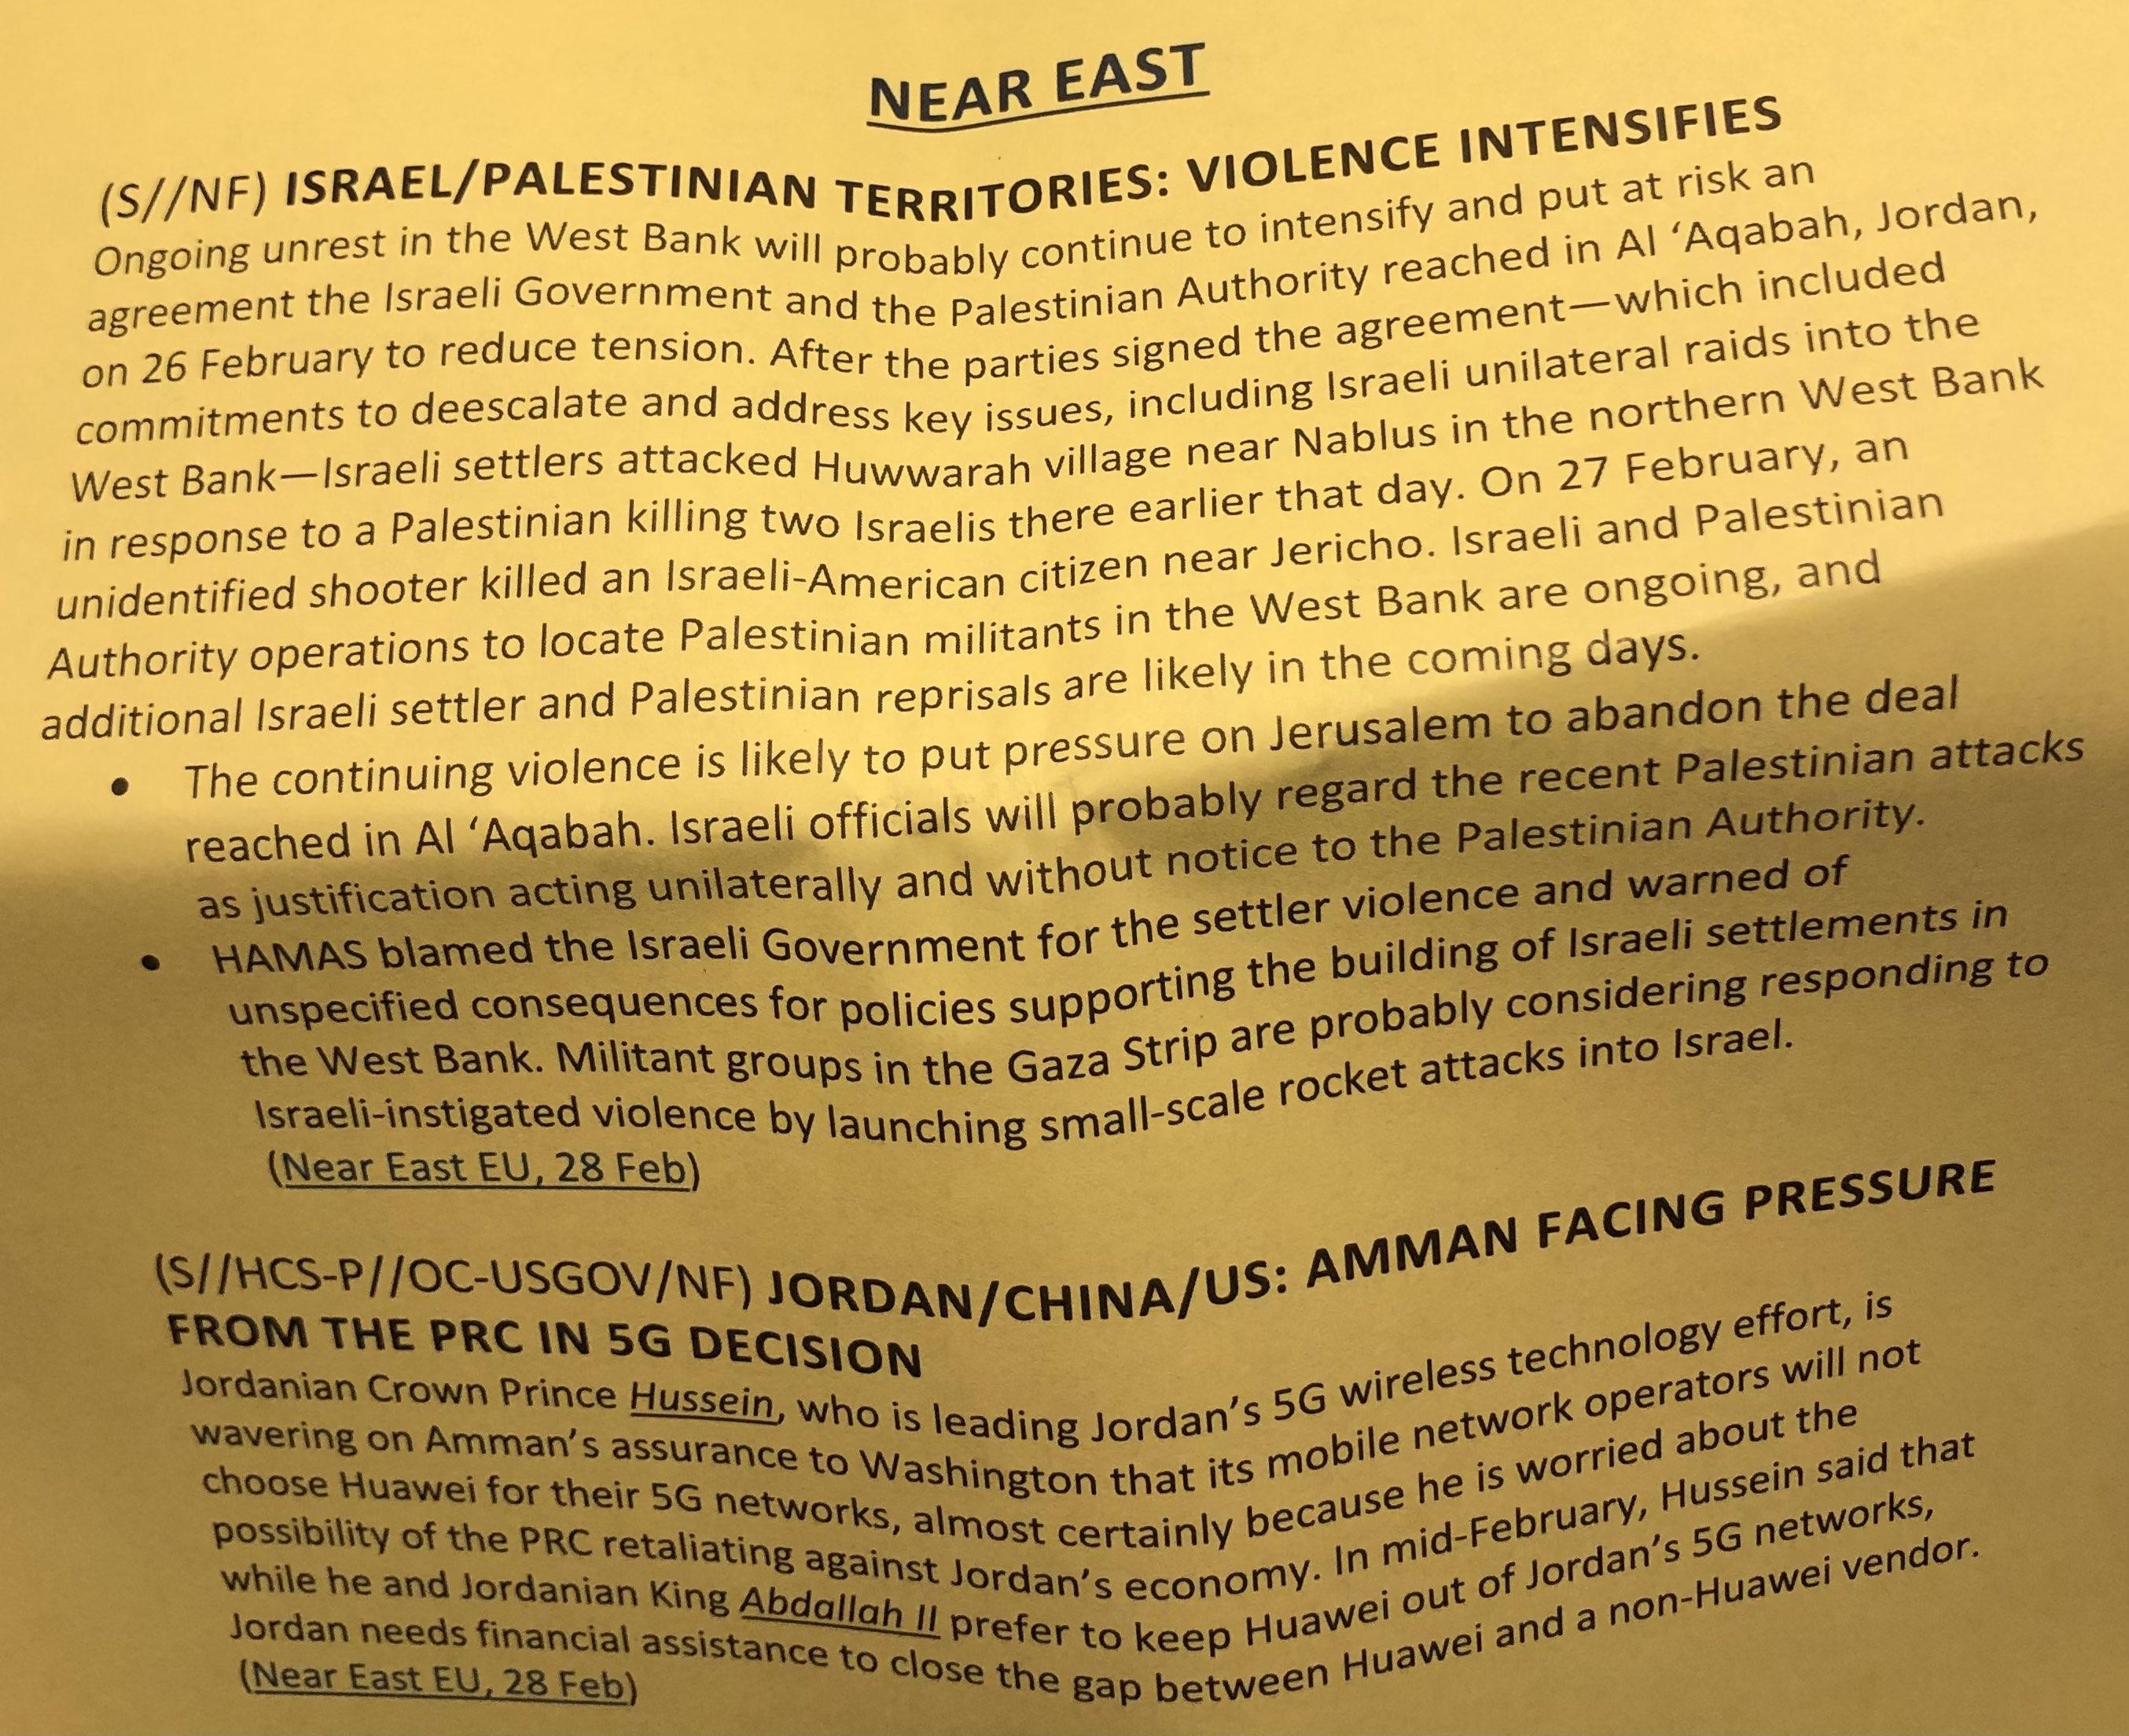 NEAR EAST
(S//NF) ISRAEL/PALESTINIAN TERRITORIES: VIOLENCE INTENSIFIES
Ongoing unrest in the West Bank will probably continue to intensify and put at risk an
agreement the Israeli Government and the Palestinian Authority reached in Al ‘Aqabah, Jordan,
on 26 February to reduce tension. After the parties signed the agreement—which included
commitments to deescalate and address key issues, including Israeli unilateral raids into the
West Bank—Israeli settlers attacked Huwwarah village near Nablus in the northern West Bank
in response to a Palestinian killing two Israelis there earlier that day. On 27 February, an
unidentified shooter killed an Israeli-American citizen near Jericho. Israeli and Palestinian
Authority operations to locate Palestinian militants in the West Bank are ongoing, and
additional Israeli settler and Palestinian reprisals are likely in the coming days.
• The continuing violence is likely to put pressure on Jerusalem to abandon the deal
reached in Al ‘Aqabah. Israeli officials will probably regard the recent Palestinian attacks
as justification acting unilaterally and without notice to the Palestinian Authority.
• HAMAS blamed the Israeli Government for the settler violence and warned of
unspecified consequences for policies supporting the building of Israeli settlements in
the West Bank. Militant groups in the Gaza Strip are probably considering responding to
Israeli-instigated violence by launching small-scale rocket attacks into Israel.
(Near East EU, 28 Feb)
(S//HCS-P//OC-USGOV/NF) JORDAN/CHINA/US: AMMAN FACING PRESSURE
FROM THE PRC IN 5G DECISION
Jordanian Crown Prince Hussein, who is leading Jordan’s 5G wireless technology effort, is
wavering on Amman’s assurance to Washington that its mobile network operators will not
choose Huawei for their 5G networks, almost certainly because he is worried about the
possibility of the PRC retaliating against Jordan’s economy. In mid-February, Hussein said that
while he and Jordanian King Abdallah II prefer to keep Huawei out of Jordan’s 5G networks,
Jordan needs financial assistance to close the gap between Huawei and a non-Huawei vendor.
(Near East EU, 28 Feb)